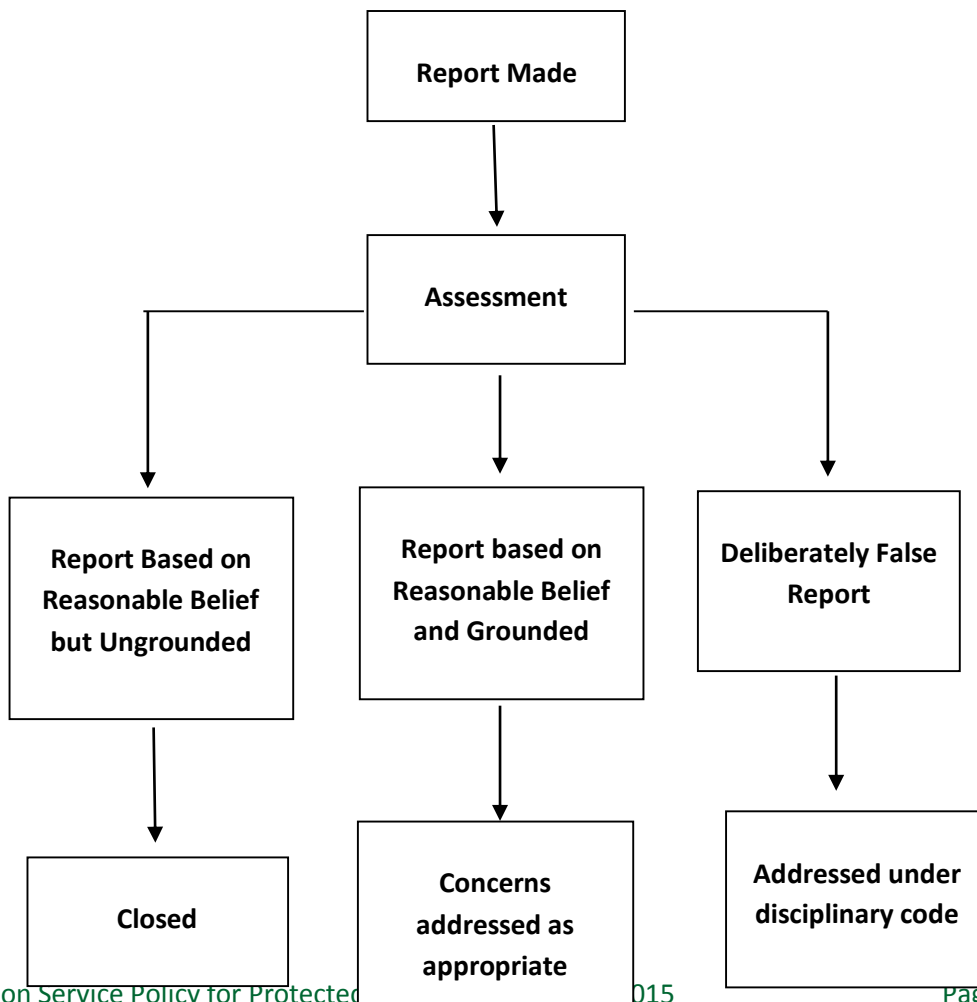 Report Made
Assessment
Report Based on
Reasonable Belief
but Ungrounded
Report based on
Reasonable Belief
and Grounded
Deliberately False
Report
Closed
Concerns
addressed as
appropriate
Addressed under
disciplinary code
on Service Policy for Protected 015